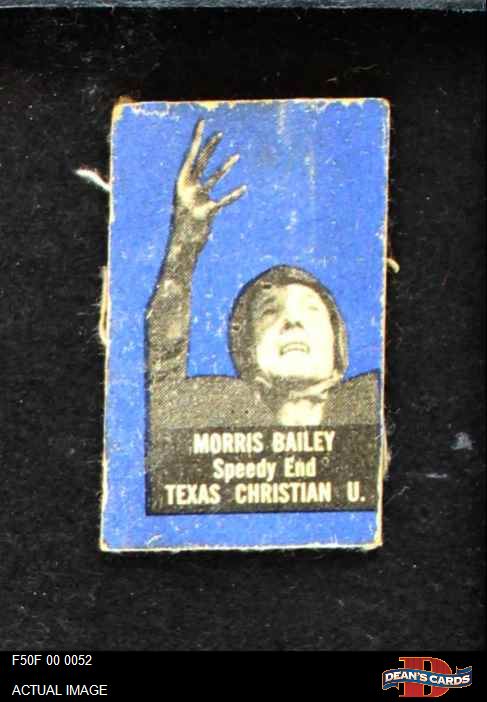 MORRIS BAILEY
Speedy End
TEXAS CHRISTIAN U.
F50F 00 0052
ACTUAL IMAGE
D
DEAN'S CARDS